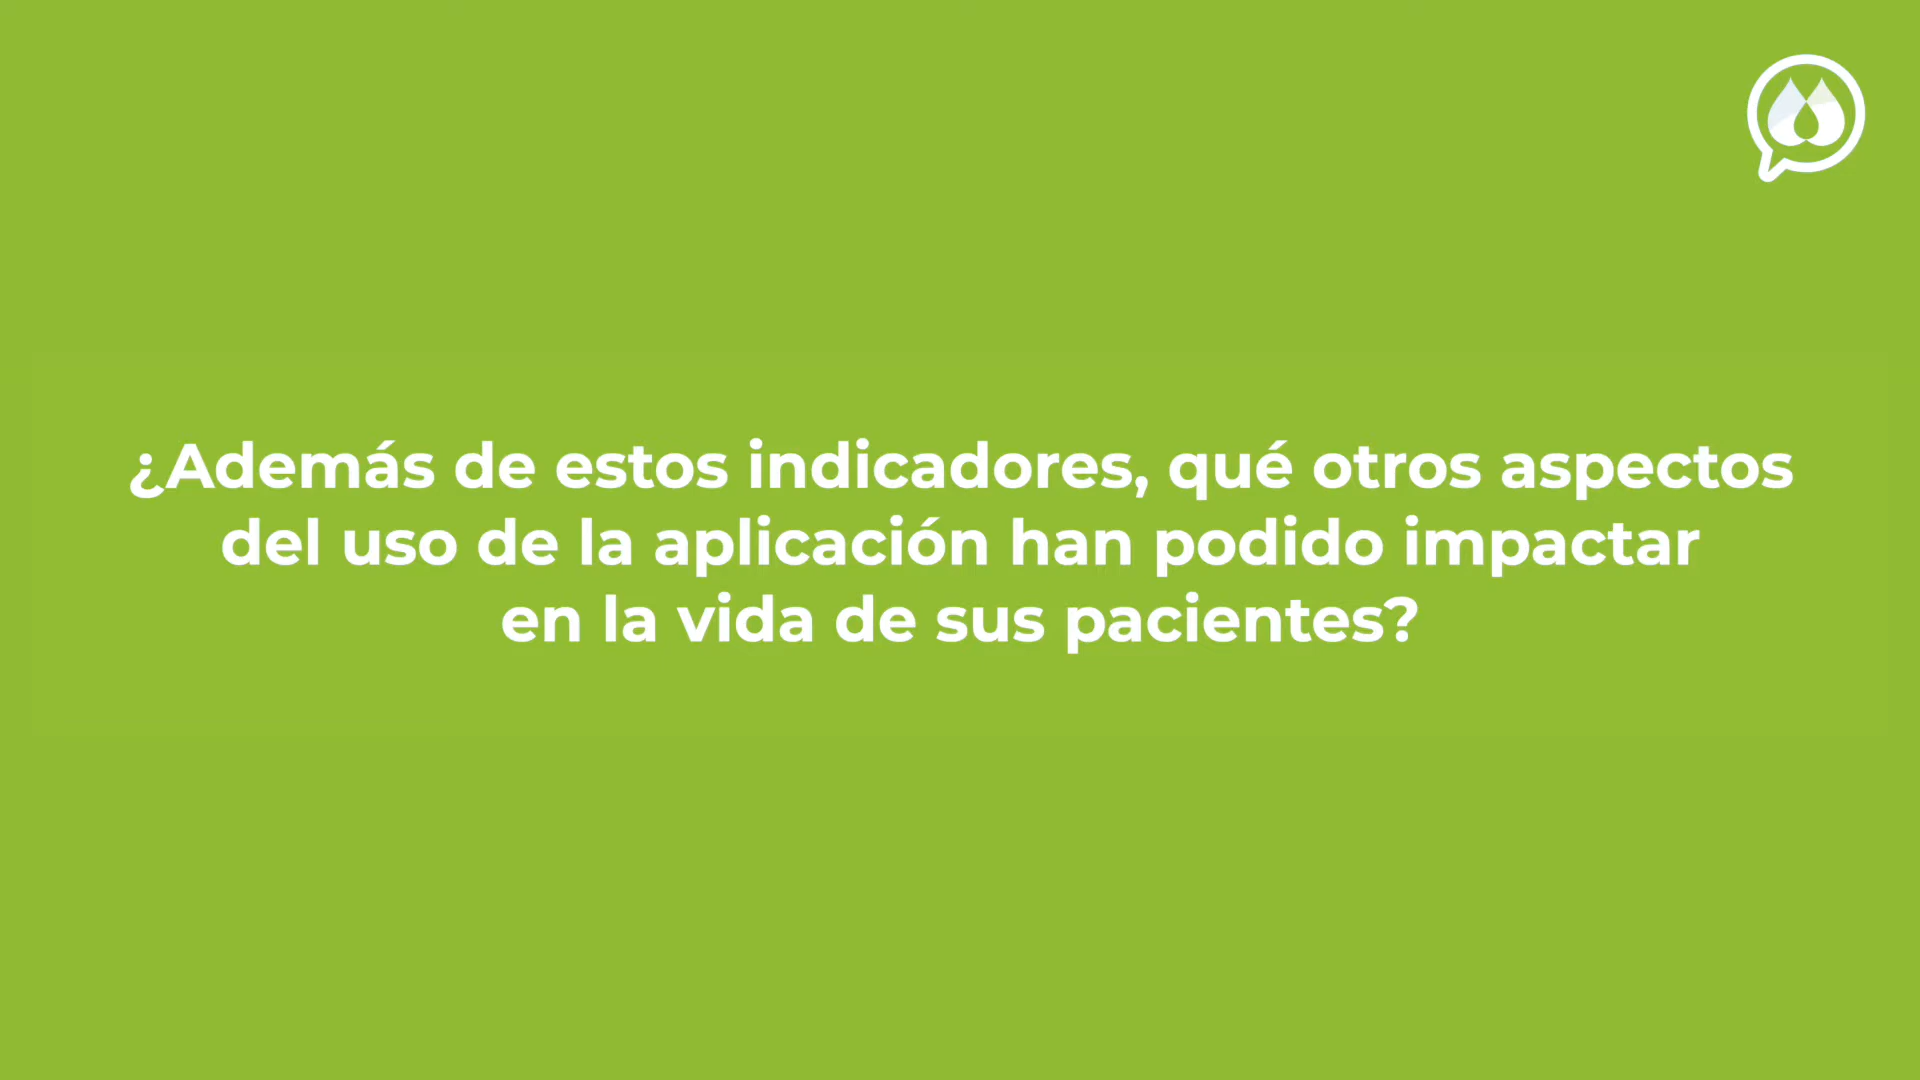 ¿Además de estos indicadores, qué otros aspectos
del uso de la aplicación han podido impactar
en la vida de sus pacientes?